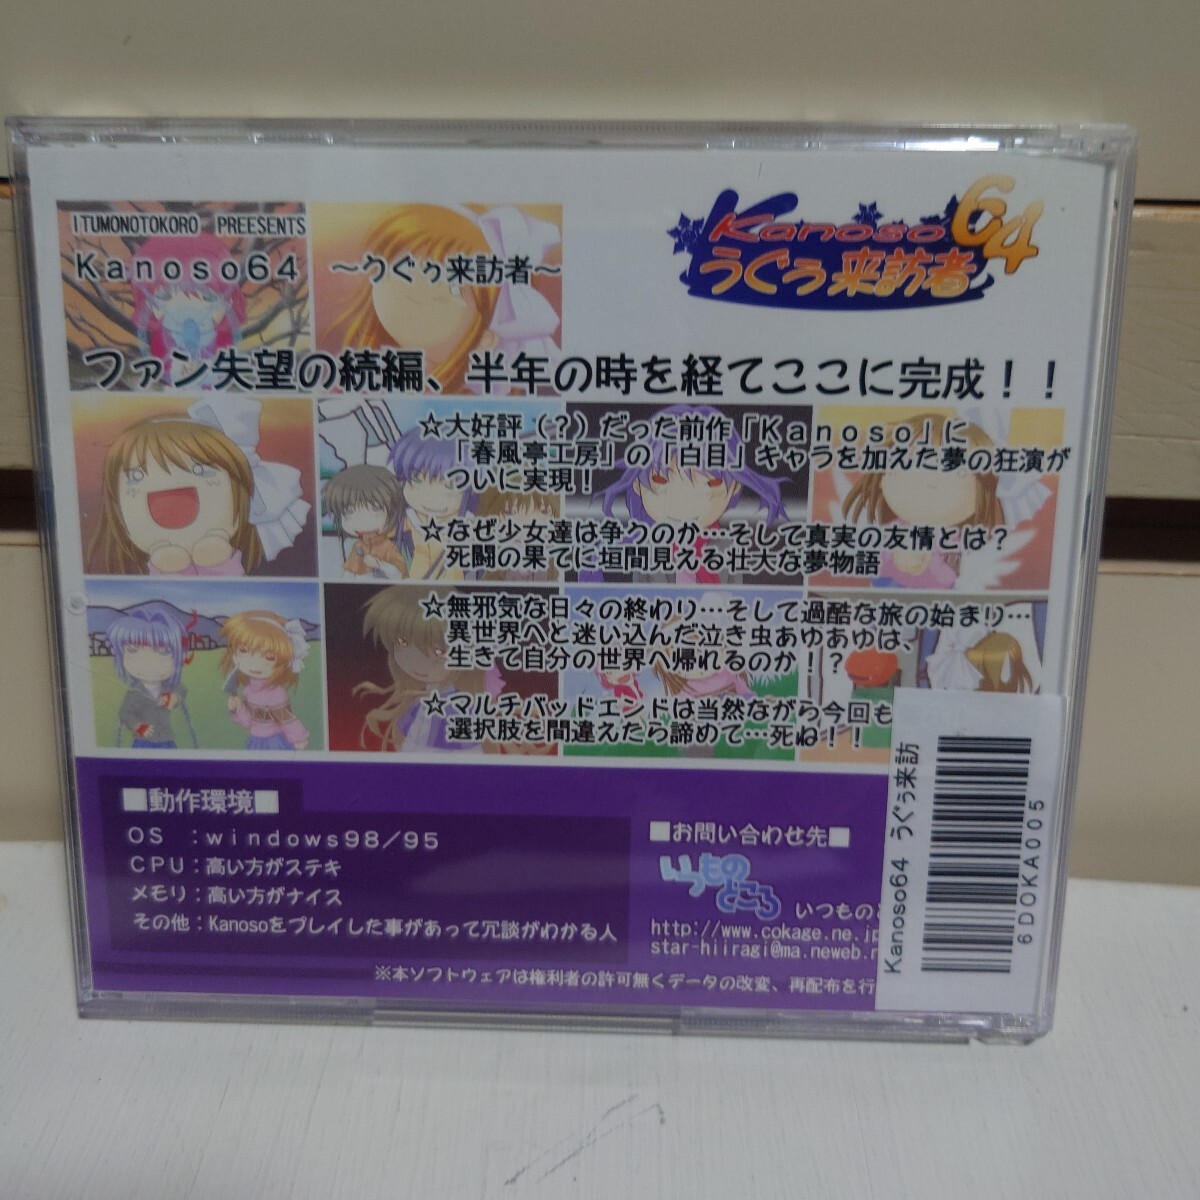 ITUMONOTOKORO PREESENTS
Kanoso64 ～うぐぅ来訪者～
Kanoso64
うぐぅ来訪者
ファン失望の続編、半年の時を経てここに完成！！
☆大好評（？）だった前作「Kanoso」に
「春風亭工房」の「白目」キャラを加えた夢の狂演が
ついに実現！
☆なぜ少女達は争うのか…そして真実の友情とは？
死闘の果てに垣間見える壮大な夢物語
☆無邪気な日々の終わり…そして過酷な旅の始まり…
異世界へと迷い込んだ泣き虫あゆあゆは、
生きて自分の世界へ帰れるのか！？
☆マルチバッドエンドは当然ながら今回も
選択肢を間違えたら諦めて…死ね！！
■動作環境■
OS ：windows98／95
CPU：高い方がステキ
メモリ：高い方がナイス
その他：Kanosoをプレイした事があって冗談がわかる人
■お問い合わせ先■
いつものところ
いつもの
http://www.cokage.ne.jp
star-hiiragi@ma.neweb.n
※本ソフトウェアは権利者の許可無くデータの改変、再配布を行
Kanoso64 うぐぅ来訪
6DOKA005